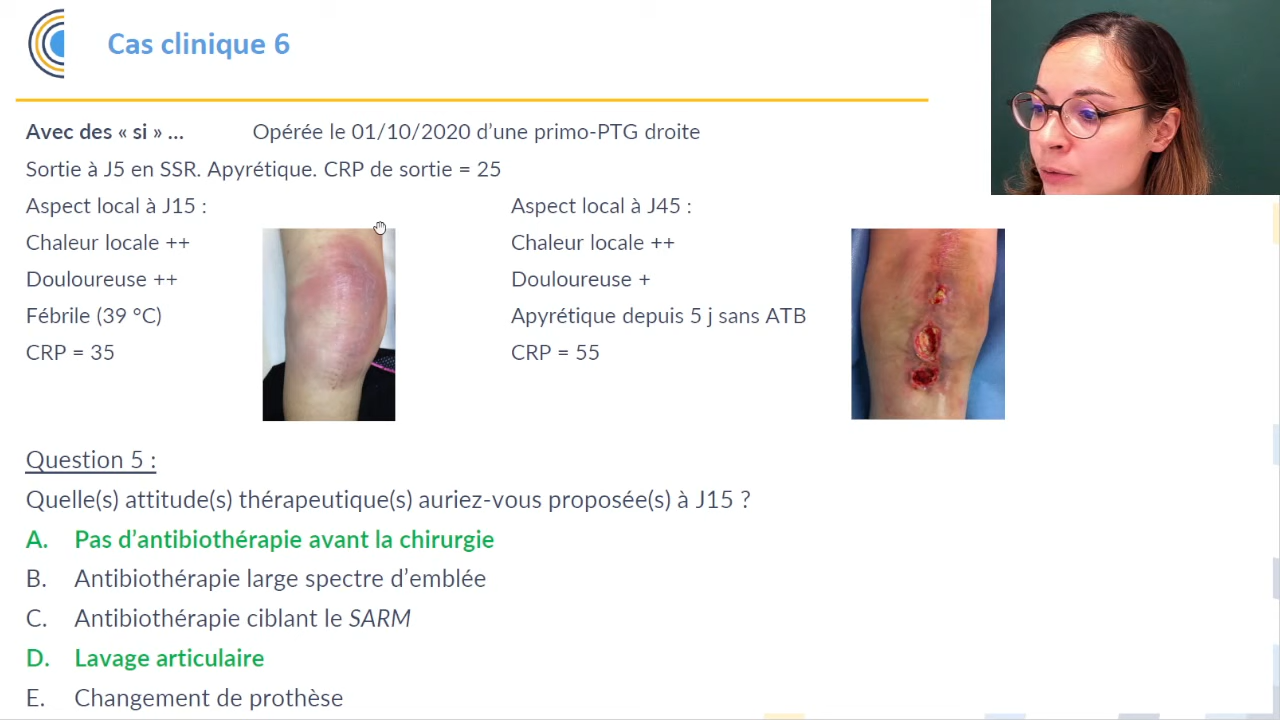 Cas clinique 6
Avec des « si » ... Opérée le 01/10/2020 d'une primo-PTG droite
Sortie à J5 en SSR. Apyrétique. CRP de sortie = 25
Aspect local à J15 :
Chaleur locale ++
Douloureuse ++
Fébrile (39 °C)
CRP = 35
Aspect local à J45 :
Chaleur locale ++
Douloureuse +
Apyrétique depuis 5 j sans ATB
CRP = 55
Question 5 :
Quelle(s) attitude(s) thérapeutique(s) auriez-vous proposée(s) à J15 ?
A. Pas d'antibiothérapie avant la chirurgie
B. Antibiothérapie large spectre d'emblée
C. Antibiothérapie ciblant le SARM
D. Lavage articulaire
E. Changement de prothèse